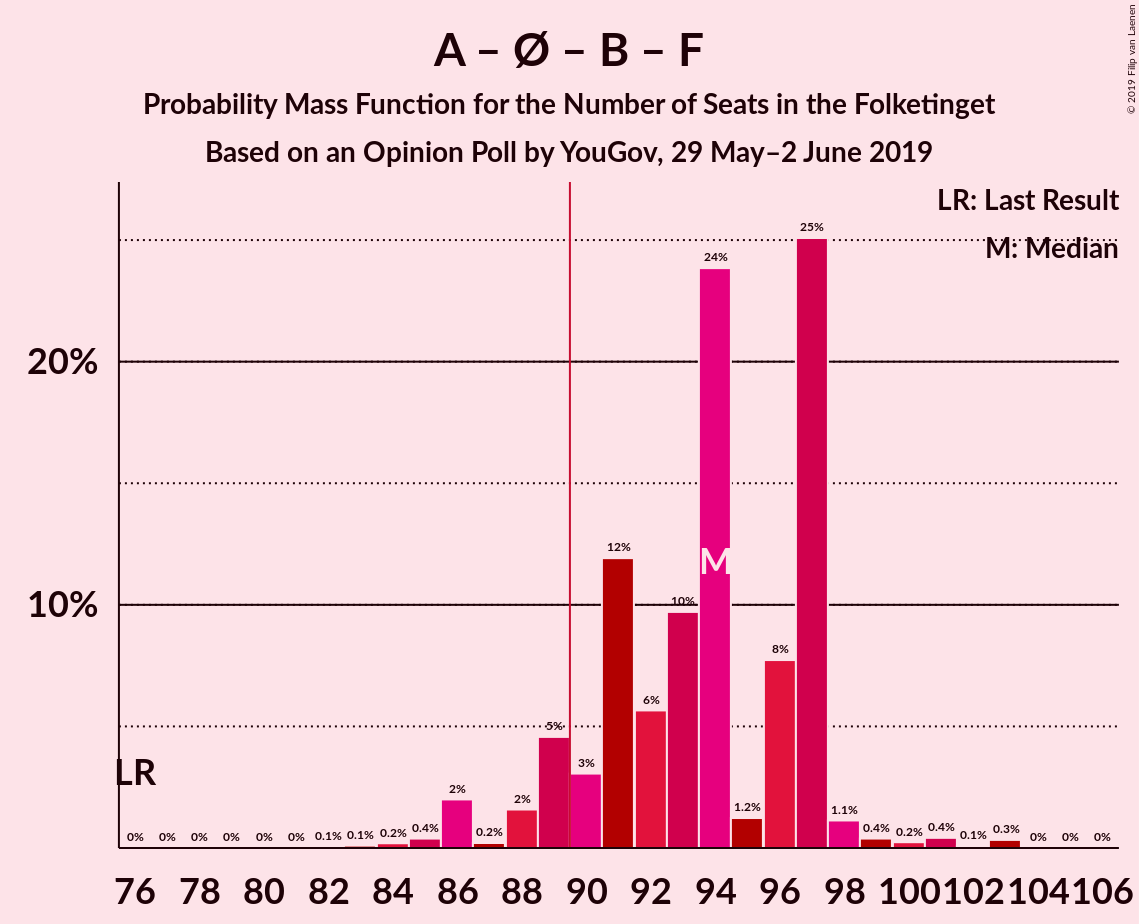 A – Ø – B – F
Probability Mass Function for the Number of Seats in the Folketinget
Based on an Opinion Poll by YouGov, 29 May–2 June 2019
© 2019 Filip van Laenen
LR: Last Result
M: Median
20%
10%
LR
M
0% 0% 0% 0% 0% 0% 0.1% 0.1% 0.2% 0.4% 2% 0.2% 2% 5% 3% 12% 6% 10% 24% 1.2% 8% 25% 1.1% 0.4% 0.2% 0.4% 0.1% 0.3% 0% 0% 0%
76 78 80 82 84 86 88 90 92 94 96 98 100 102 104 106